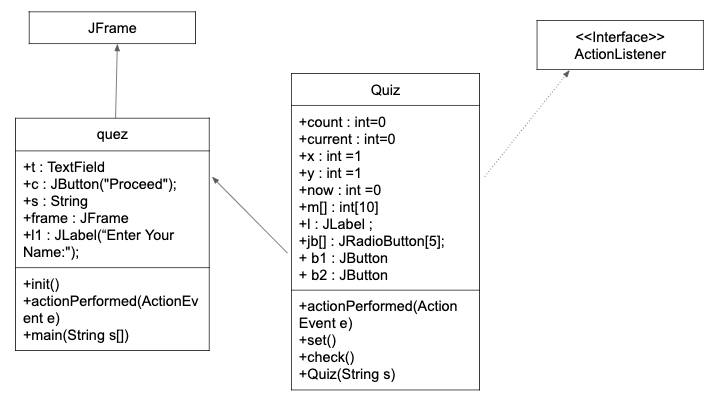 JFrame
<<Interface>>
ActionListener
quez
+t : TextField
+c : JButton("Proceed");
+s : String
+frame : JFrame
+l1 : JLabel(“Enter Your
Name:");
+init()
+actionPerformed(ActionEv
ent e)
+main(String s[])
Quiz
+count : int=0
+current : int=0
+x : int =1
+y : int =1
+now : int =0
+m[] : int[10]
+l : JLabel ;
+jb[] : JRadioButton[5];
+ b1 : JButton
+ b2 : JButton
+actionPerformed(Action
Event e)
+set()
+check()
+Quiz(String s)